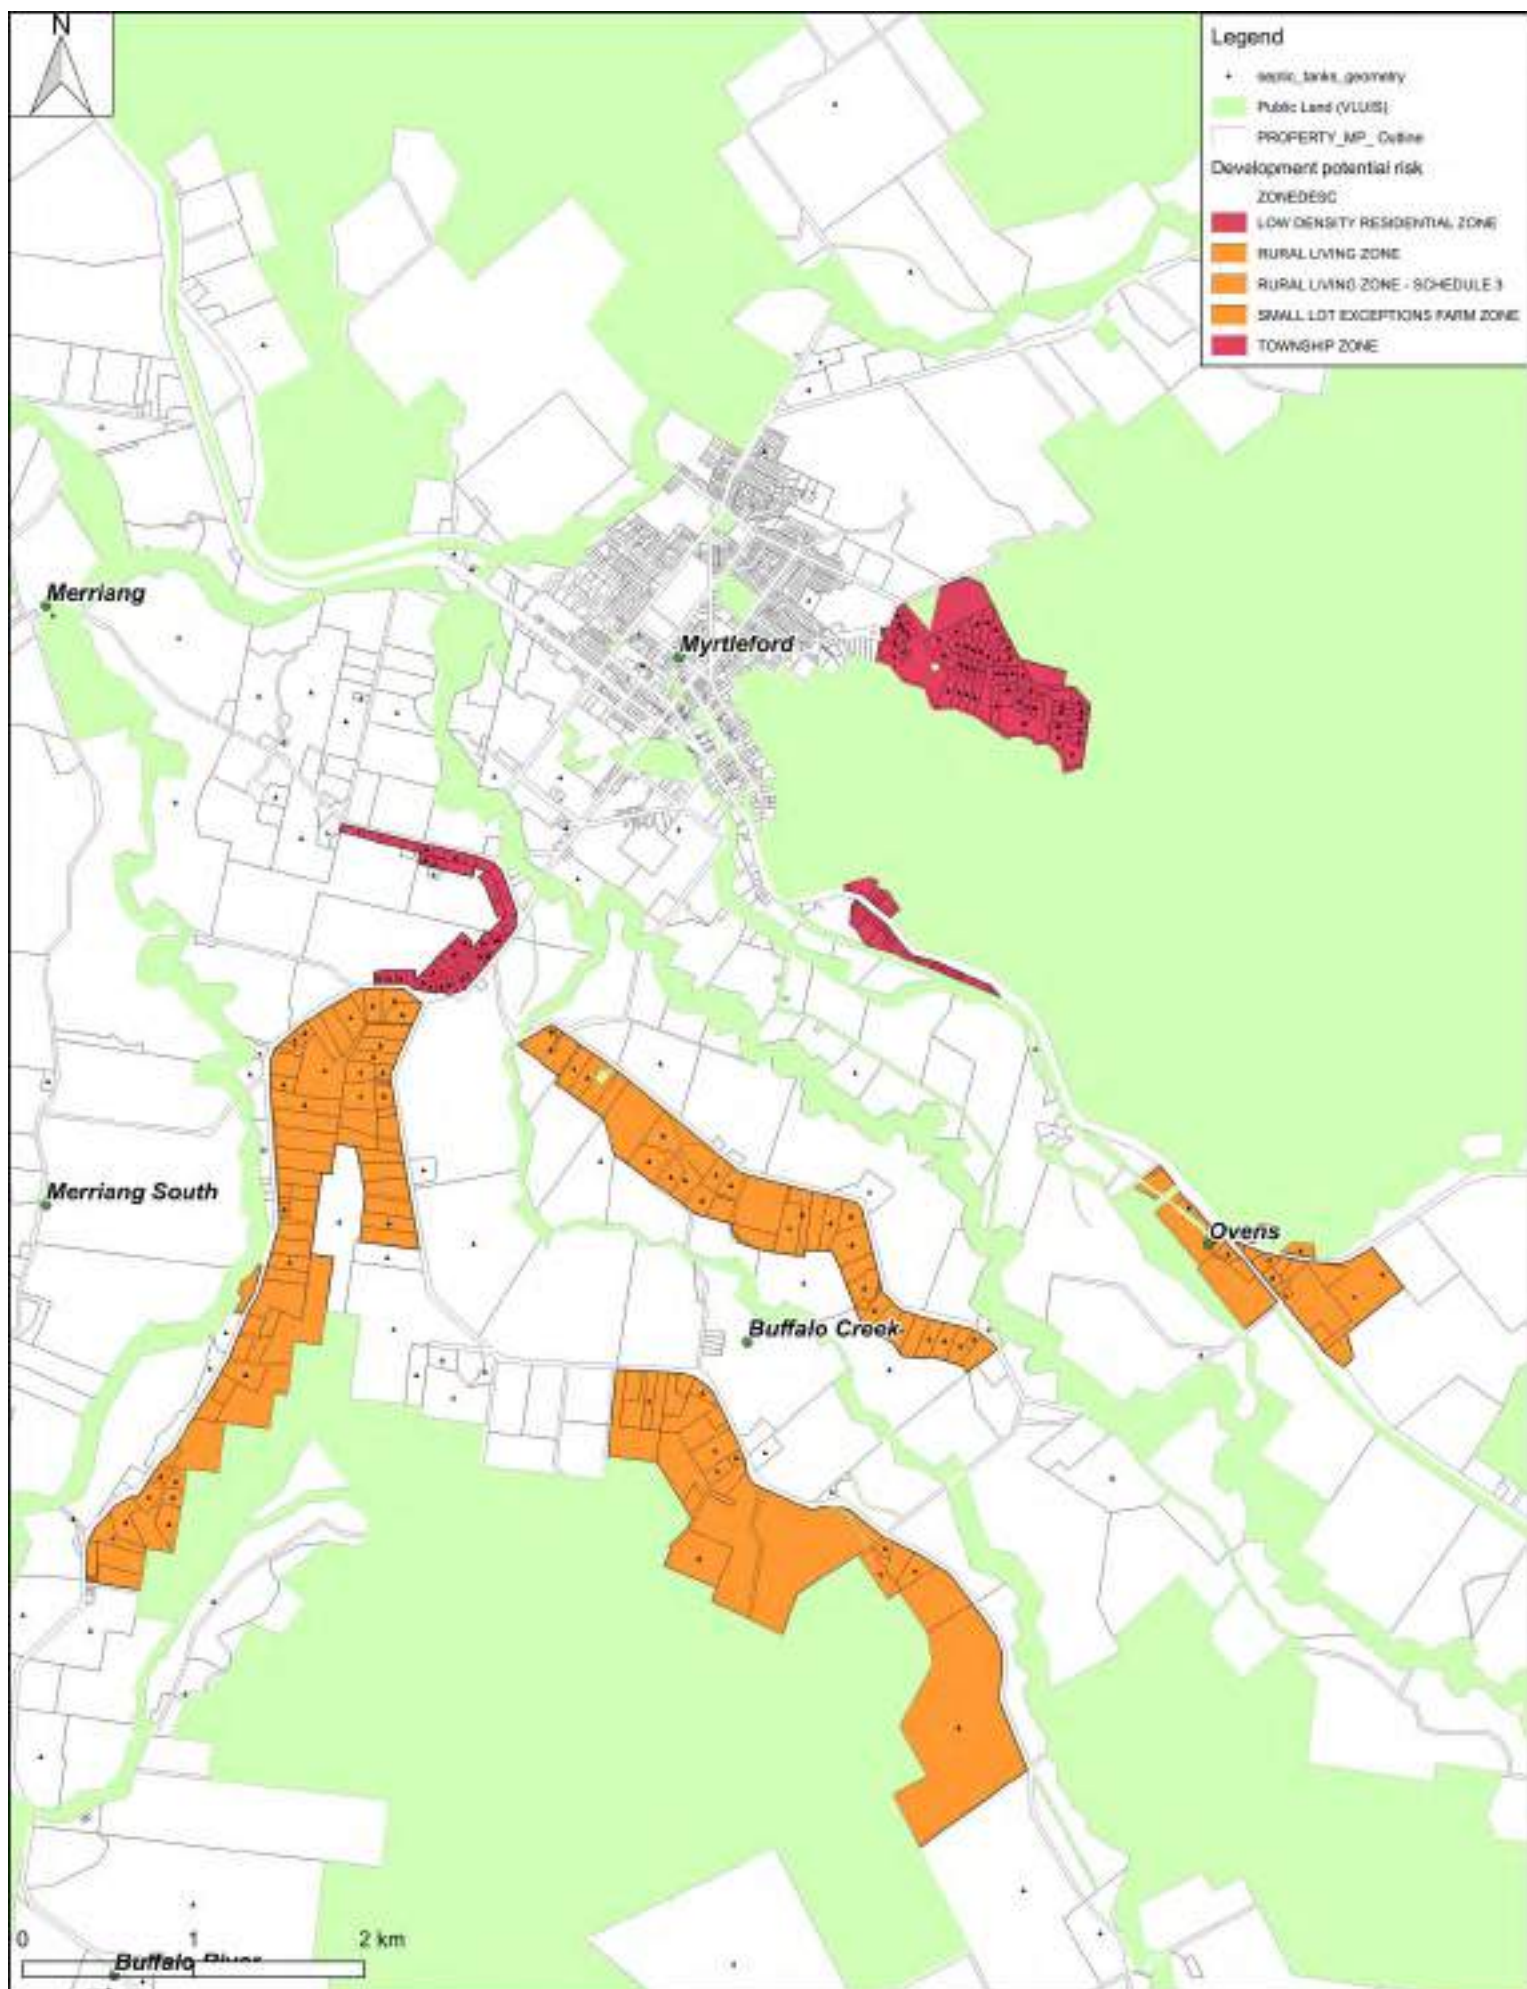 N
Legend
septic_tanks_geometry
Public Land (VLUIS)
PROPERTY_MP_ Outline
Development potential risk
ZONEDESC
LOW DENSITY RESIDENTIAL ZONE
RURAL LIVING ZONE
RURAL LIVING ZONE - SCHEDULE 3
SMALL LOT EXCEPTIONS FARM ZONE
TOWNSHIP ZONE
Merriang
Myrtleford
Merriang South
Ovens
Buffalo Creek
0 1 2 km
Buffalo River